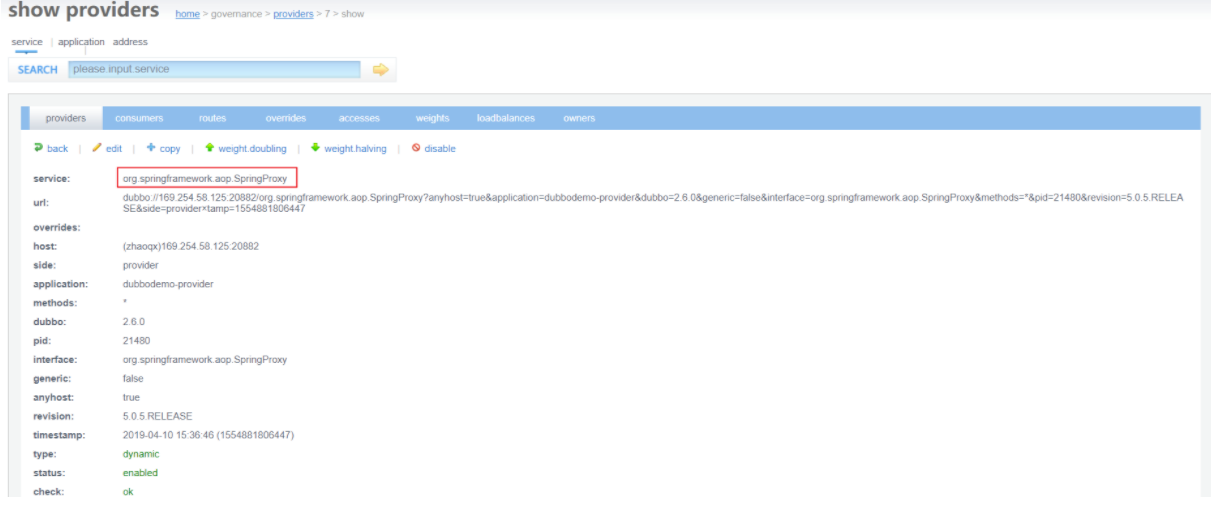 show providers home > governance > providers > 7 > show
service | application address
SEARCH please.input.service
providers consumers routes overrides accesses weights loadbalances owners
back | edit | copy | weight.doubling | weight.halving | disable
service: org.springframework.aop.SpringProxy
url: dubbo://169.254.58.125:20882/org.springframework.aop.SpringProxy?anyhost=true&application=dubbodemo-provider&dubbo=2.6.0&generic=false&interface=org.springframework.aop.SpringProxy&methods=*&pid=21480&revision=5.0.5.RELEA
SE&side=provider×tamp=1554881806447
overrides:
host: (zhaoqx)169.254.58.125:20882
side: provider
application: dubbodemo-provider
methods: *
dubbo: 2.6.0
pid: 21480
interface: org.springframework.aop.SpringProxy
generic: false
anyhost: true
revision: 5.0.5.RELEASE
timestamp: 2019-04-10 15:36:46 (1554881806447)
type: dynamic
status: enabled
check: ok